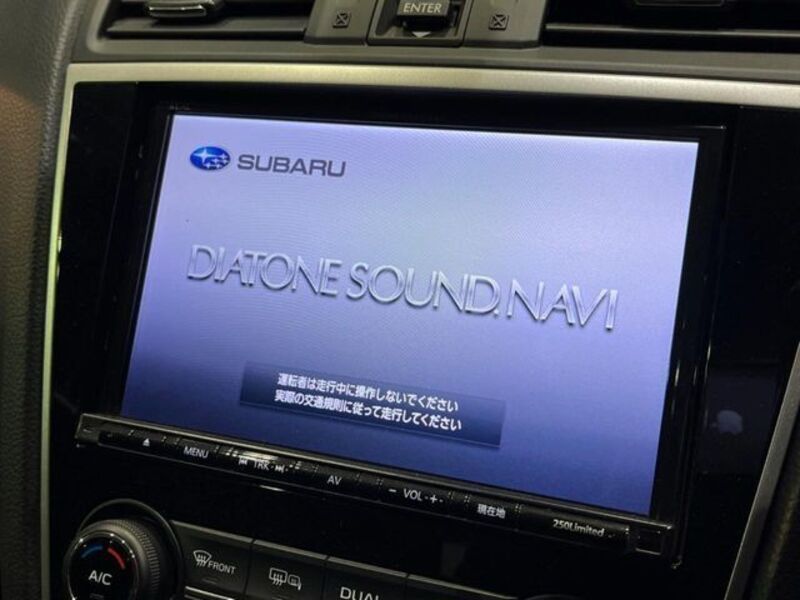 ENTER
SUBARU
DIATONE SOUND.NAVI
運転者は走行中に操作しないでください
実際の交通規則に従って走行してください
MENU
TRK
AV
− VOL +
現在地
250Limited
A/C
FRONT
DUAL